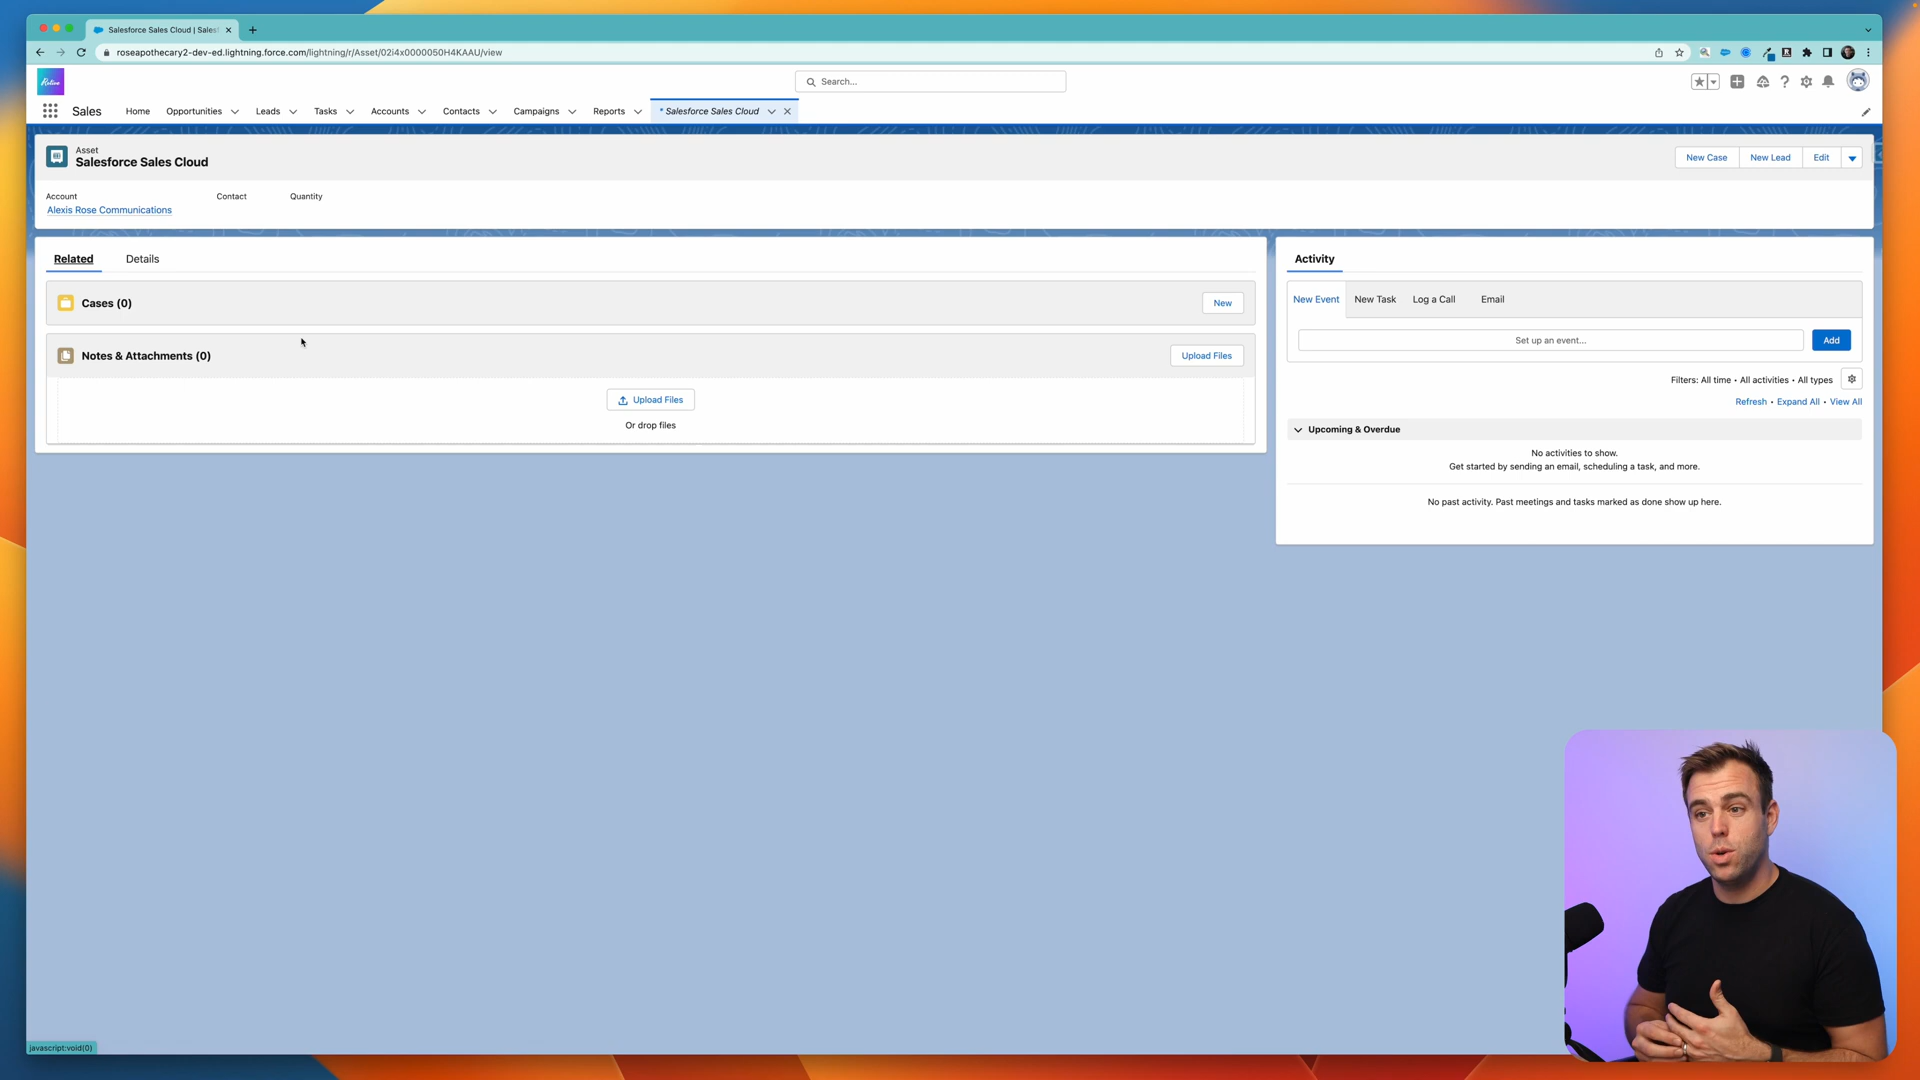 Salesforce Sales Cloud | Sales
roseapothecary2-dev-ed.lightning.force.com/lightning/r/Asset/02i4x0000050H4KAAU/view
Search...
Sales
Home
Opportunities
Leads
Tasks
Accounts
Contacts
Campaigns
Reports
* Salesforce Sales Cloud
Asset
Salesforce Sales Cloud
New Case
New Lead
Edit
Account
Contact
Quantity
Alexis Rose Communications
Related
Details
Cases (0)
New
Notes & Attachments (0)
Upload Files
Upload Files
Or drop files
Activity
New Event
New Task
Log a Call
Email
Set up an event...
Add
Filters: All time • All activities • All types
Refresh • Expand All • View All
Upcoming & Overdue
No activities to show.
Get started by sending an email, scheduling a task, and more.
No past activity. Past meetings and tasks marked as done show up here.
javascript:void(0)